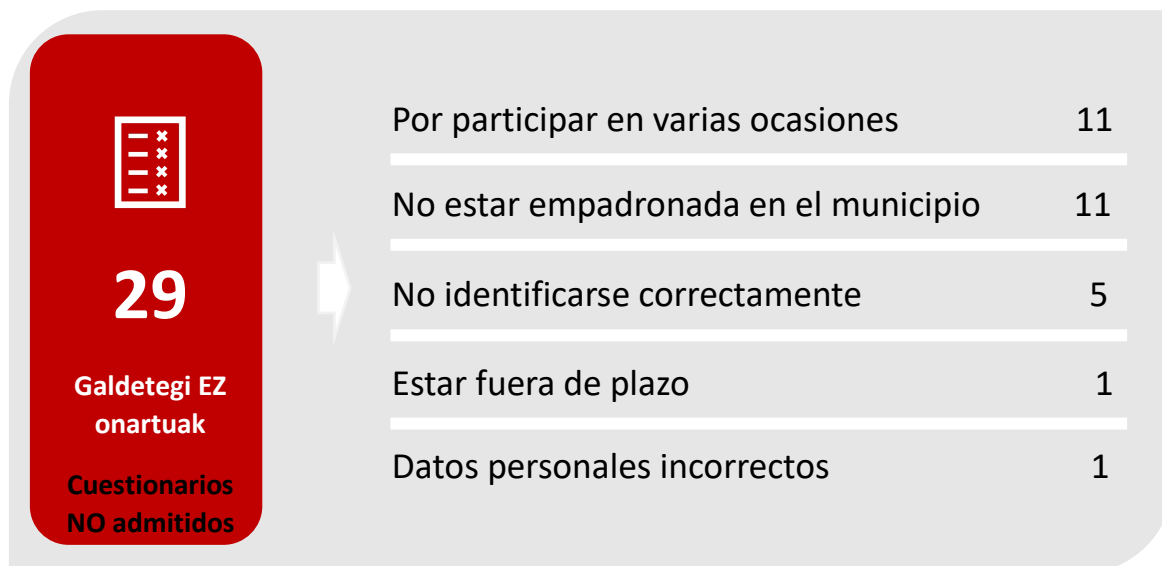 29
Galdetegi EZ
onartuak
Cuestionarios
NO admitidos
Por participar en varias ocasiones 11
No estar empadronada en el municipio 11
No identificarse correctamente 5
Estar fuera de plazo 1
Datos personales incorrectos 1